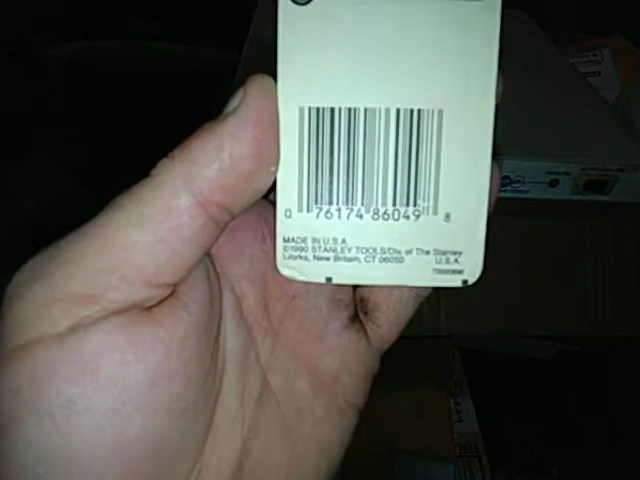 0 76174 86049 8
MADE IN U.S.A.
©1990 STANLEY TOOLS/Div. of The Stanley
Works, New Britain, CT 06050 U.S.A.